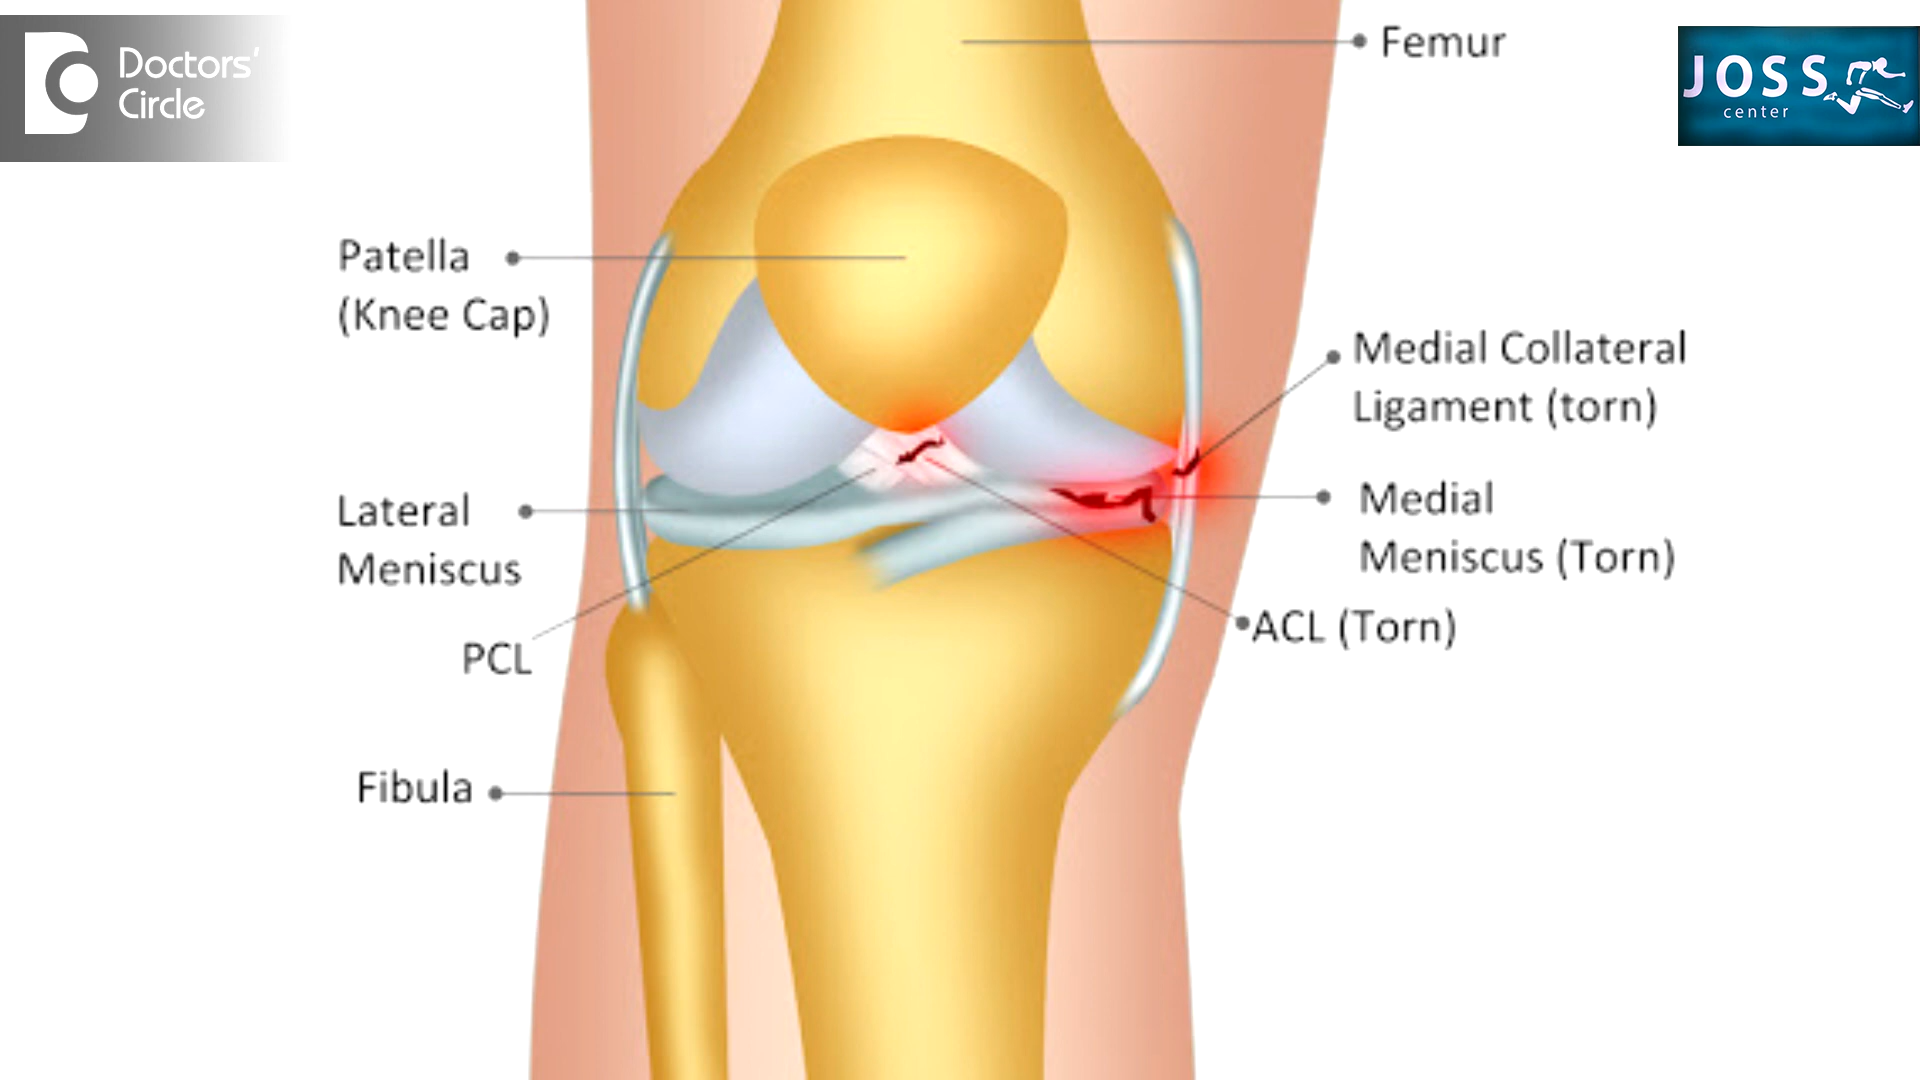 Doctors'
Circle
Femur
JOSS
center
Patella
(Knee Cap)
Medial Collateral
Ligament (torn)
Lateral
Meniscus
Medial
Meniscus (Torn)
ACL (Torn)
PCL
Fibula